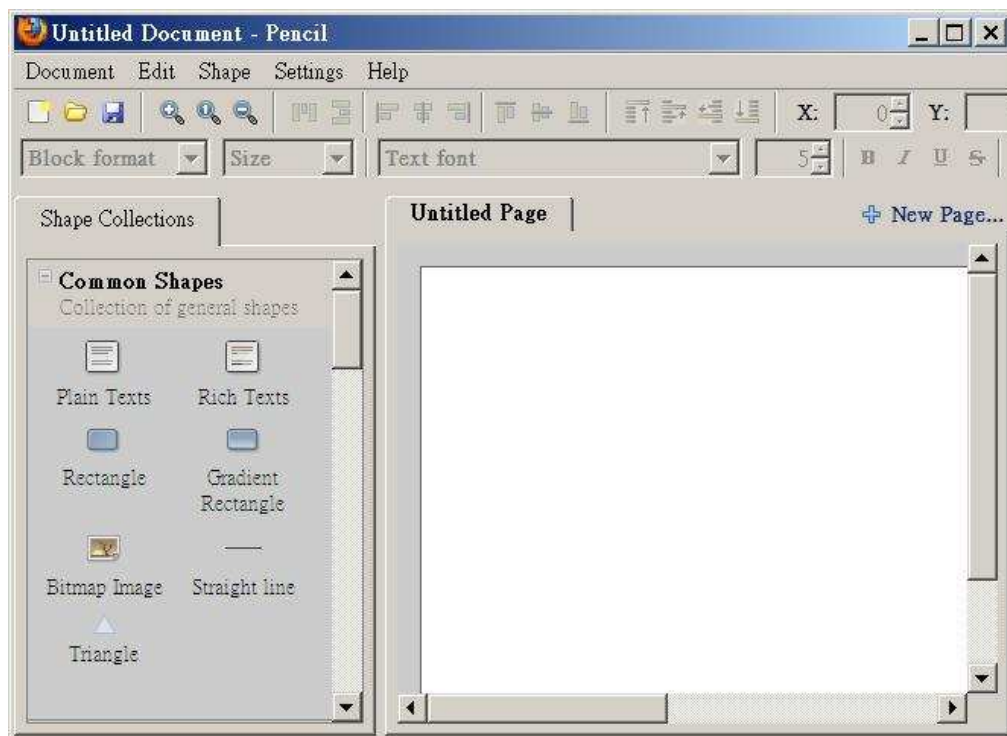 Untitled Document - Pencil
Document Edit Shape Settings Help
X: 0 Y:
Block format Size Text font 5 B I U S
Shape Collections
Untitled Page
New Page...
Common Shapes
Collection of general shapes
Plain Texts Rich Texts
Rectangle Gradient
Rectangle
Bitmap Image Straight line
Triangle